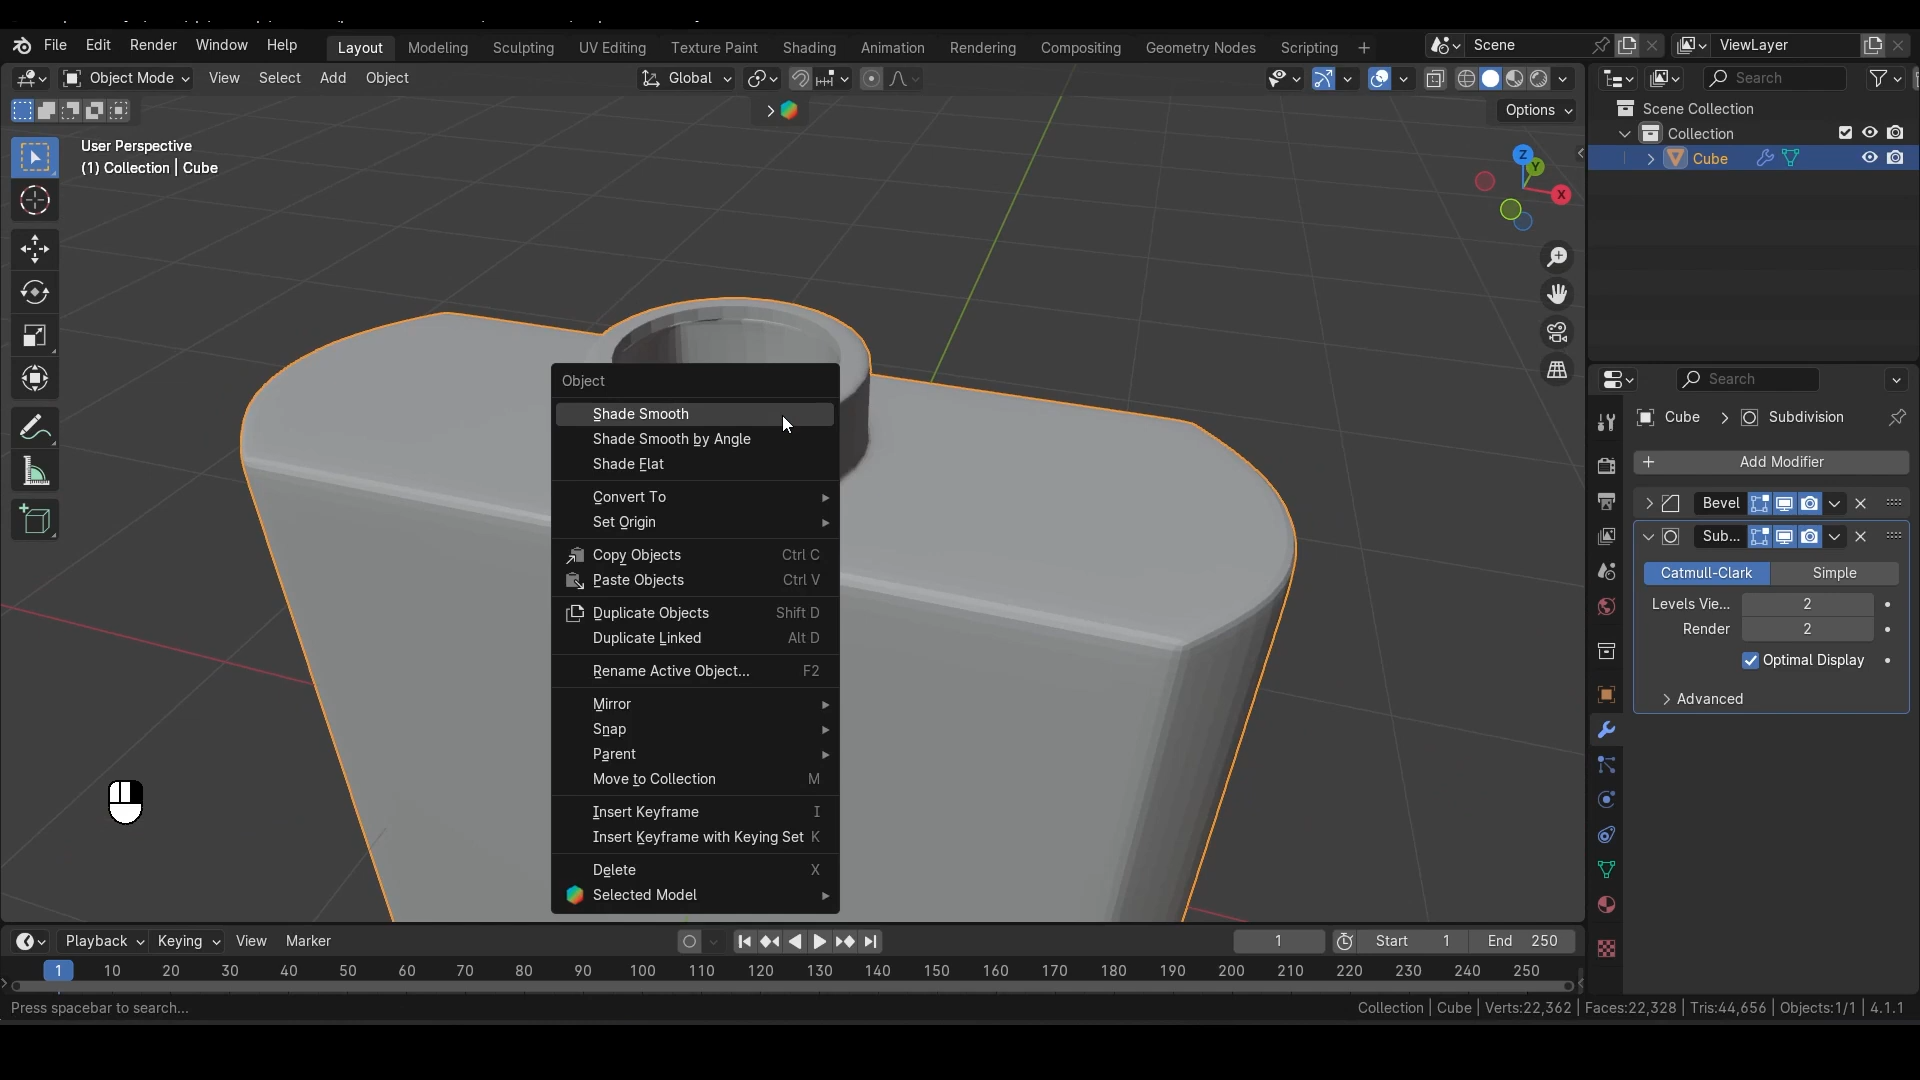 File Edit Render Window Help Layout Modeling Sculpting UV Editing Texture Paint Shading Animation Rendering Compositing Geometry Nodes Scripting + Scene ViewLayer
Object Mode View Select Add Object Global Search
Options
Scene Collection
Collection
Cube
User Perspective
(1) Collection | Cube
Z
Y
X
Object
Shade Smooth
Shade Smooth by Angle
Shade Flat
Convert To
Set Origin
Copy Objects Ctrl C
Paste Objects Ctrl V
Duplicate Objects Shift D
Duplicate Linked Alt D
Rename Active Object... F2
Mirror
Snap
Parent
Move to Collection M
Insert Keyframe I
Insert Keyframe with Keying Set K
Delete X
Selected Model
Search
Cube > Subdivision
+ Add Modifier
Bevel
Sub...
Catmull-Clark Simple
Levels Vie... 2
Render 2
Optimal Display
Advanced
Playback Keying View Marker 1 Start 1 End 250
1 10 20 30 40 50 60 70 80 90 100 110 120 130 140 150 160 170 180 190 200 210 220 230 240 250
Press spacebar to search... Collection | Cube | Verts:22,362 | Faces:22,328 | Tris:44,656 | Objects:1/1 | 4.1.1